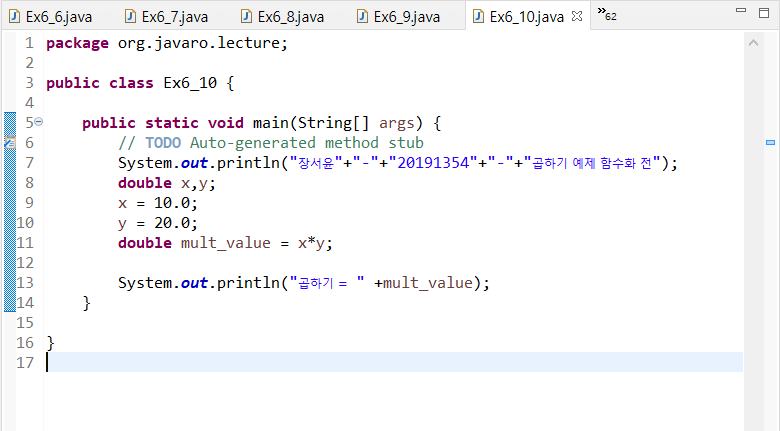 Ex6_6.java Ex6_7.java Ex6_8.java Ex6_9.java Ex6_10.java »62
1 package org.javaro.lecture;
2
3 public class Ex6_10 {
4
5 public static void main(String[] args) {
6 // TODO Auto-generated method stub
7 System.out.println("장서윤"+"-"+"20191354"+"-"+"곱하기 예제 함수화 전");
8 double x,y;
9 x = 10.0;
10 y = 20.0;
11 double mult_value = x*y;
12
13 System.out.println("곱하기 = " +mult_value);
14 }
15
16 }
17